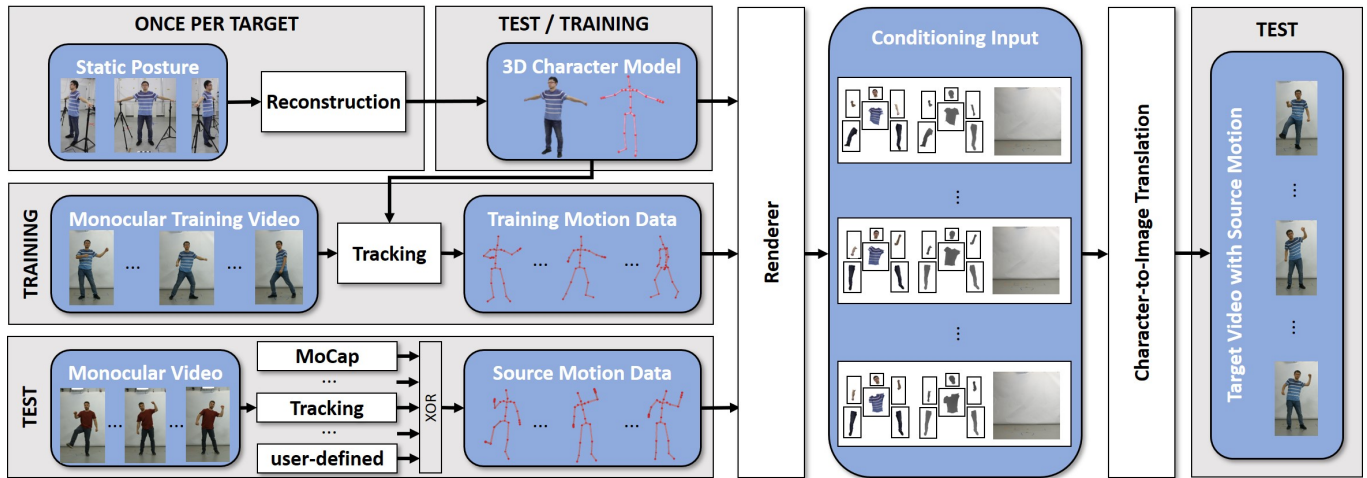 ONCE PER TARGET
Static Posture
Reconstruction
TEST / TRAINING
3D Character Model
TRAINING
Monocular Training Video
...
...
Tracking
Training Motion Data
...
...
TEST
Monocular Video
...
...
MoCap
...
Tracking
...
user-defined
XOR
Source Motion Data
...
...
Renderer
Conditioning Input
...
...
Character-to-Image Translation
TEST
Target Video with Source Motion
...
...